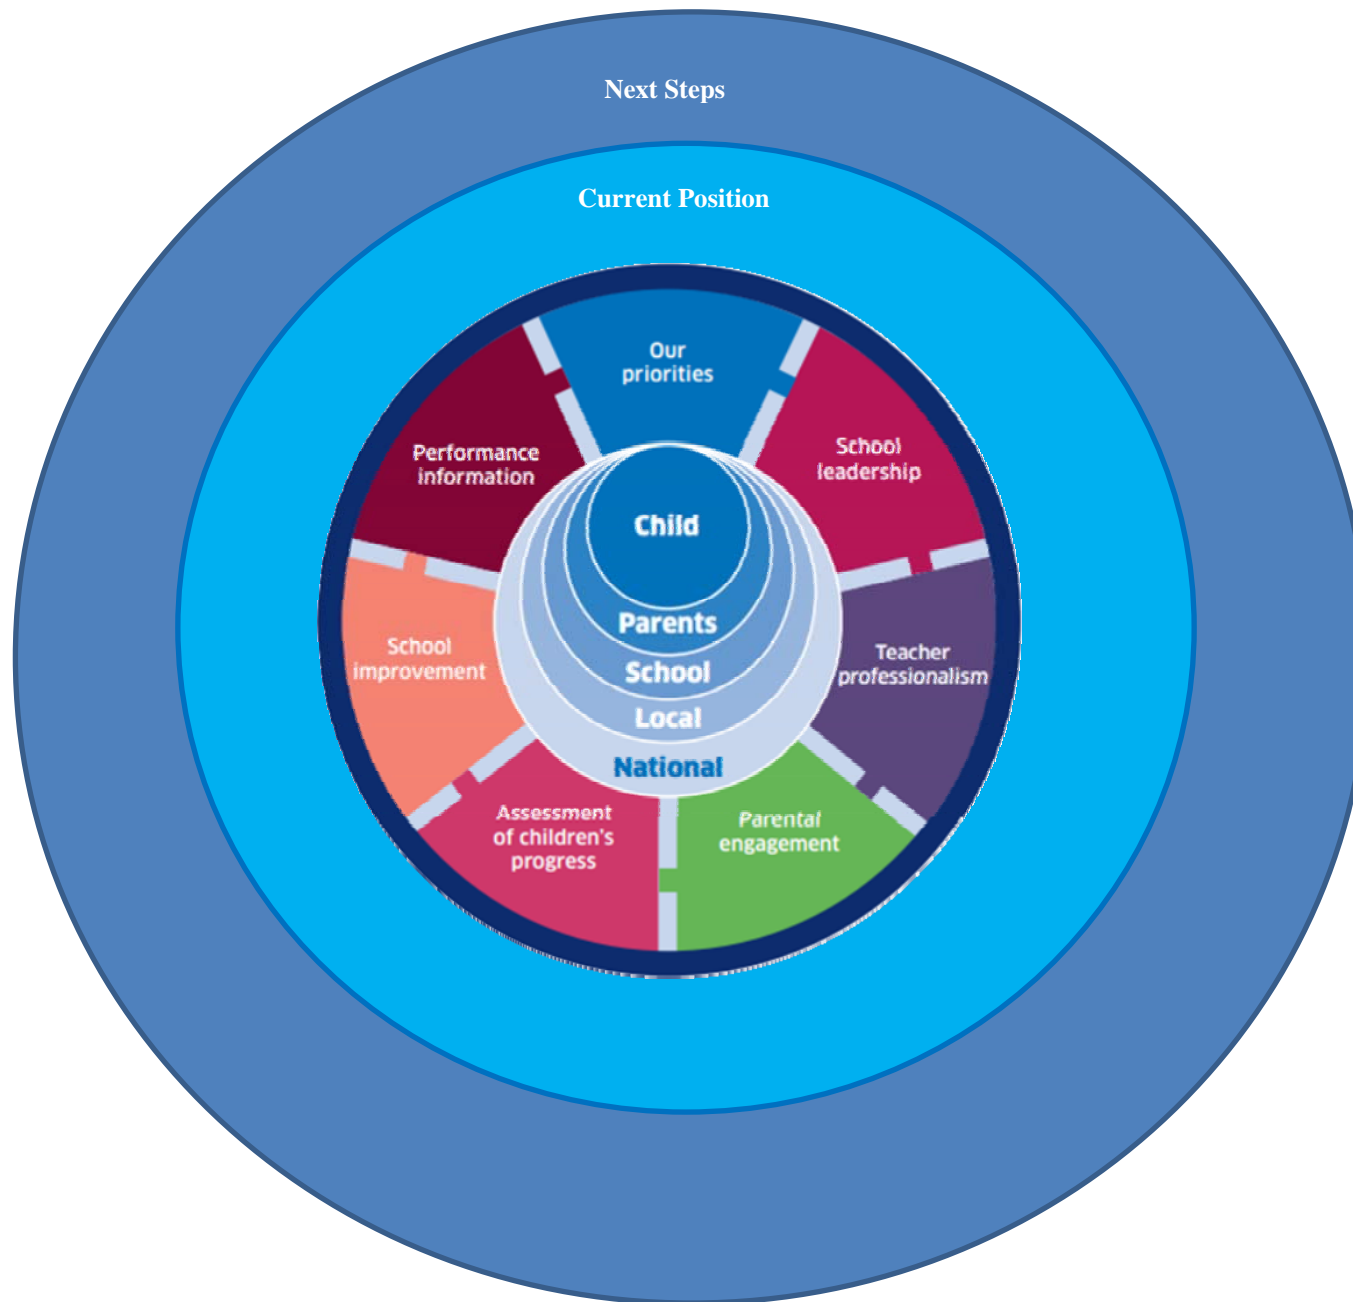 Next Steps
Current Position
Our
priorities
School
leadership
Teacher
professionalism
Parental
engagement
Assessment
of children's
progress
School
improvement
Performance
information
Child
Parents
School
Local
National